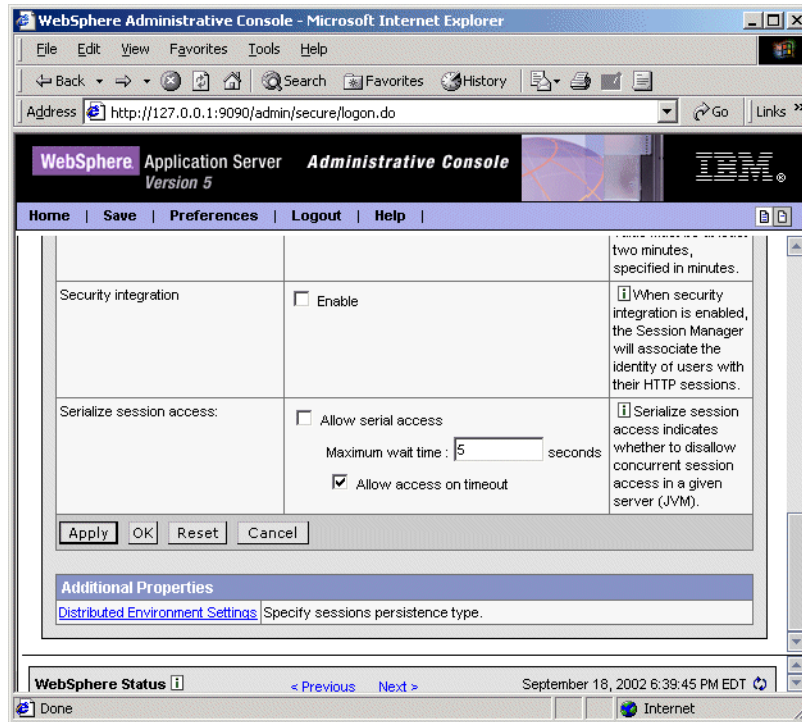 WebSphere Administrative Console - Microsoft Internet Explorer
File Edit View Favorites Tools Help
Back Search Favorites History
Address http://127.0.0.1:9090/admin/secure/logon.do Go Links »
WebSphere Application Server Administrative Console
Version 5
IBM®
Home | Save | Preferences | Logout | Help |
two minutes,
specified in minutes.
Security integration
Enable
i When security
integration is enabled,
the Session Manager
will associate the
identity of users with
their HTTP sessions.
Serialize session access:
Allow serial access
Maximum wait time : 5 seconds
Allow access on timeout
i Serialize session
access indicates
whether to disallow
concurrent session
access in a given
server (JVM).
Apply OK Reset Cancel
Additional Properties
Distributed Environment Settings Specify sessions persistence type.
WebSphere Status i < Previous Next > September 18, 2002 6:39:45 PM EDT
Done Internet